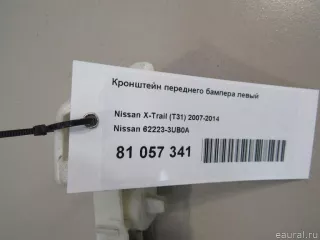 Кронштейн переднего бампера левый
Nissan X-Trail (T31) 2007-2014
Nissan 62223-3UB0A
81 057 341
© eaural.ru